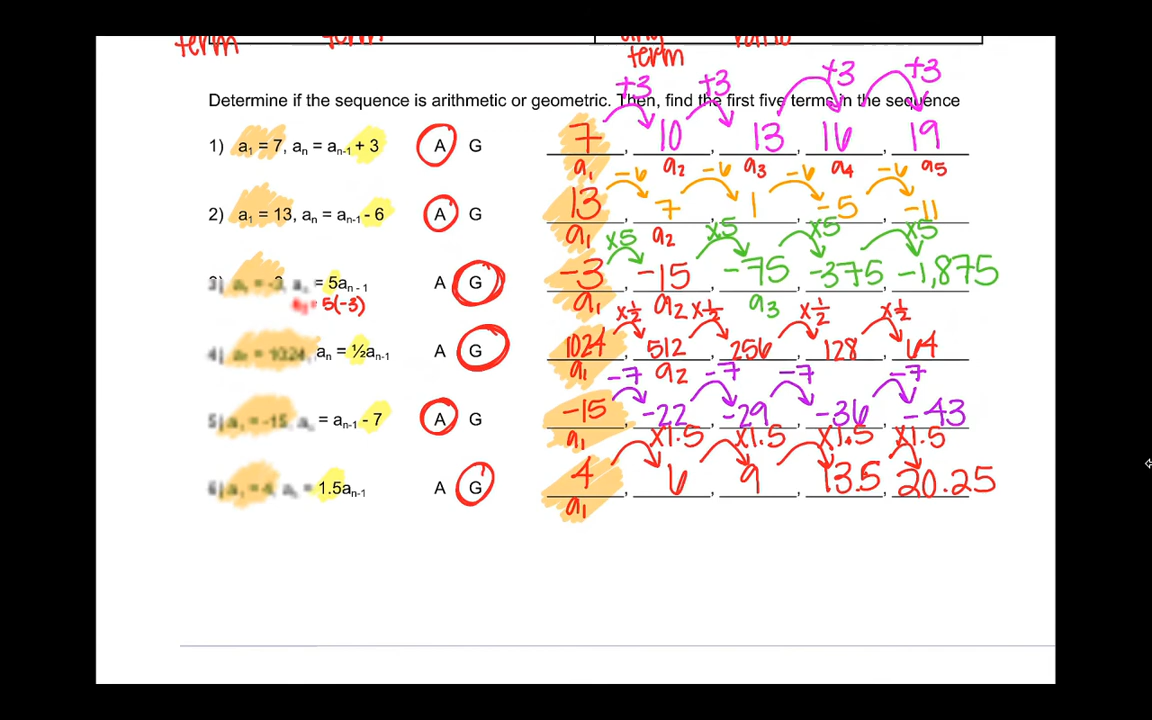 term
term
term
Determine if the sequence is arithmetic or geometric. Then, find the first five terms in the sequence
+3 +3 +3 +3
1) a₁ = 7, aₙ = aₙ₋₁ + 3 A G 7, 10, 13, 16, 19
a₁ a₂ a₃ a₄ a₅
-6 -6 -6 -6
2) a₁ = 13, aₙ = aₙ₋₁ - 6 A G 13, 7, 1, -5, -11
a₁ a₂
x5 x5 x5 x5
3) a₁ = -3, = 5aₙ₋₁ A G -3, -15, -75, -375, -1,875
= 5(-3) a₁ a₂ a₃
x½ x½ x½ x½
4) = 1024, aₙ = ½aₙ₋₁ A G 1024, 512, 256, 128, 64
a₁ a₂
-7 -7 -7 -7
5) a₁ = -15, = aₙ₋₁ - 7 A G -15, -22, -29, -36, -43
a₁
x1.5 x1.5 x1.5 x1.5
= 1.5aₙ₋₁ A G 4, 6, 9, 13.5, 20.25
a₁